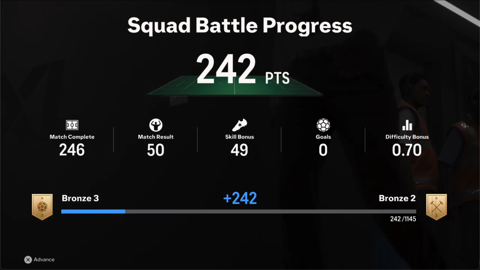 Squad Battle Progress
242 PTS
Match Complete
246
Match Result
50
Skill Bonus
49
Goals
0
Difficulty Bonus
0.70
Bronze 3
+242
Bronze 2
242 /1145
Advance